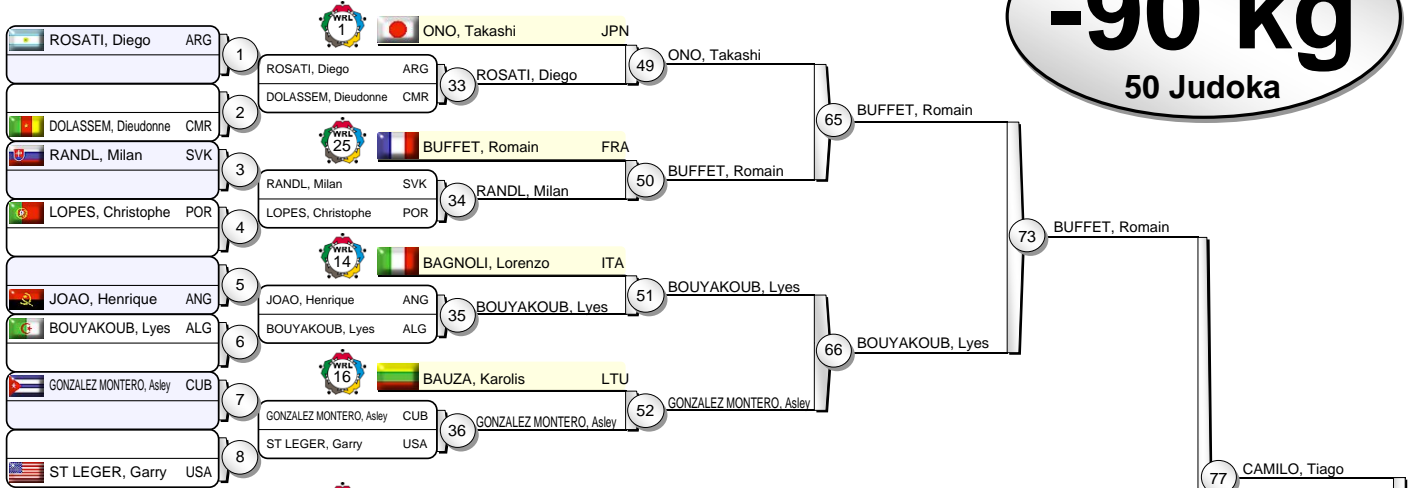 -90 kg
50 Judoka
ROSATI, Diego ARG
1
DOLASSEM, Dieudonne CMR
2
RANDL, Milan SVK
3
LOPES, Christophe POR
4
JOAO, Henrique ANG
5
BOUYAKOUB, Lyes ALG
6
GONZALEZ MONTERO, Asley CUB
7
ST LEGER, Garry USA
8
WRL 1 ONO, Takashi JPN
ROSATI, Diego ARG
DOLASSEM, Dieudonne CMR
33 ROSATI, Diego
WRL 25 BUFFET, Romain FRA
RANDL, Milan SVK
LOPES, Christophe POR
34 RANDL, Milan
WRL 14 BAGNOLI, Lorenzo ITA
JOAO, Henrique ANG
BOUYAKOUB, Lyes ALG
35 BOUYAKOUB, Lyes
WRL 16 BAUZA, Karolis LTU
GONZALEZ MONTERO, Asley CUB
ST LEGER, Garry USA
36 GONZALEZ MONTERO, Asley
49 ONO, Takashi
50 BUFFET, Romain
51 BOUYAKOUB, Lyes
52 GONZALEZ MONTERO, Asley
65 BUFFET, Romain
66 BOUYAKOUB, Lyes
73 BUFFET, Romain
77 CAMILO, Tiago